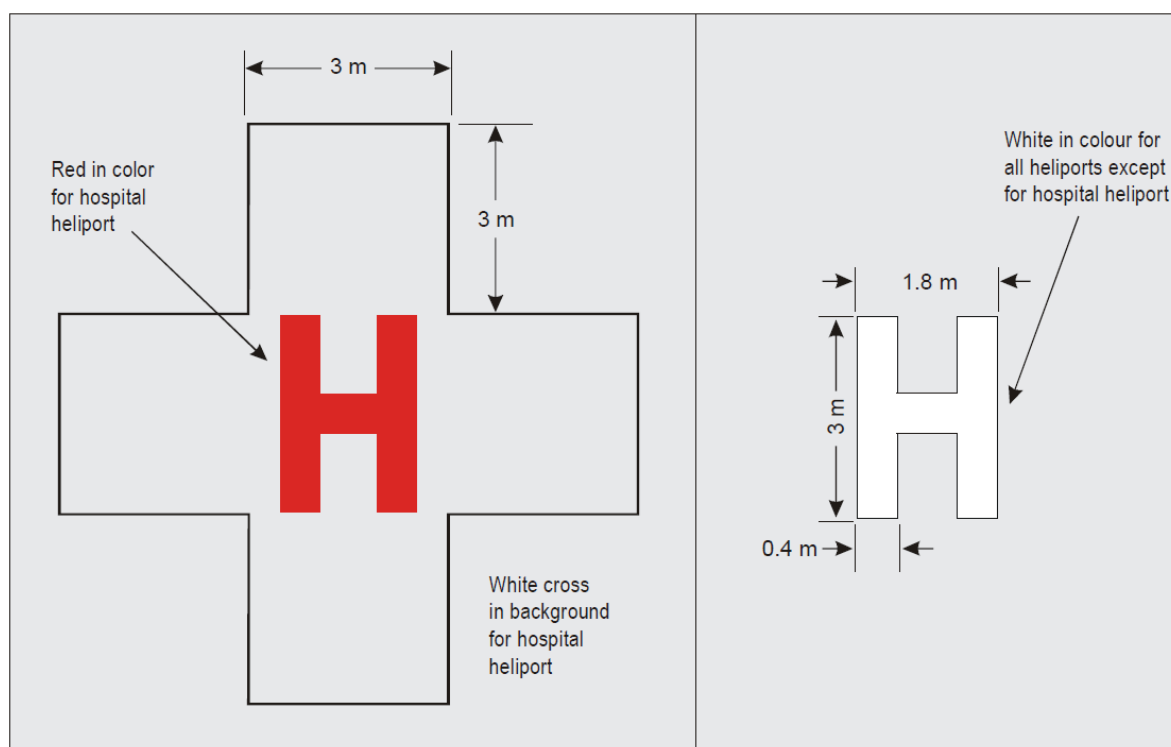 3 m
Red in color
for hospital
heliport
3 m
H
White cross
in background
for hospital
heliport
White in colour for
all heliports except
for hospital heliport
1.8 m
3 m
H
0.4 m